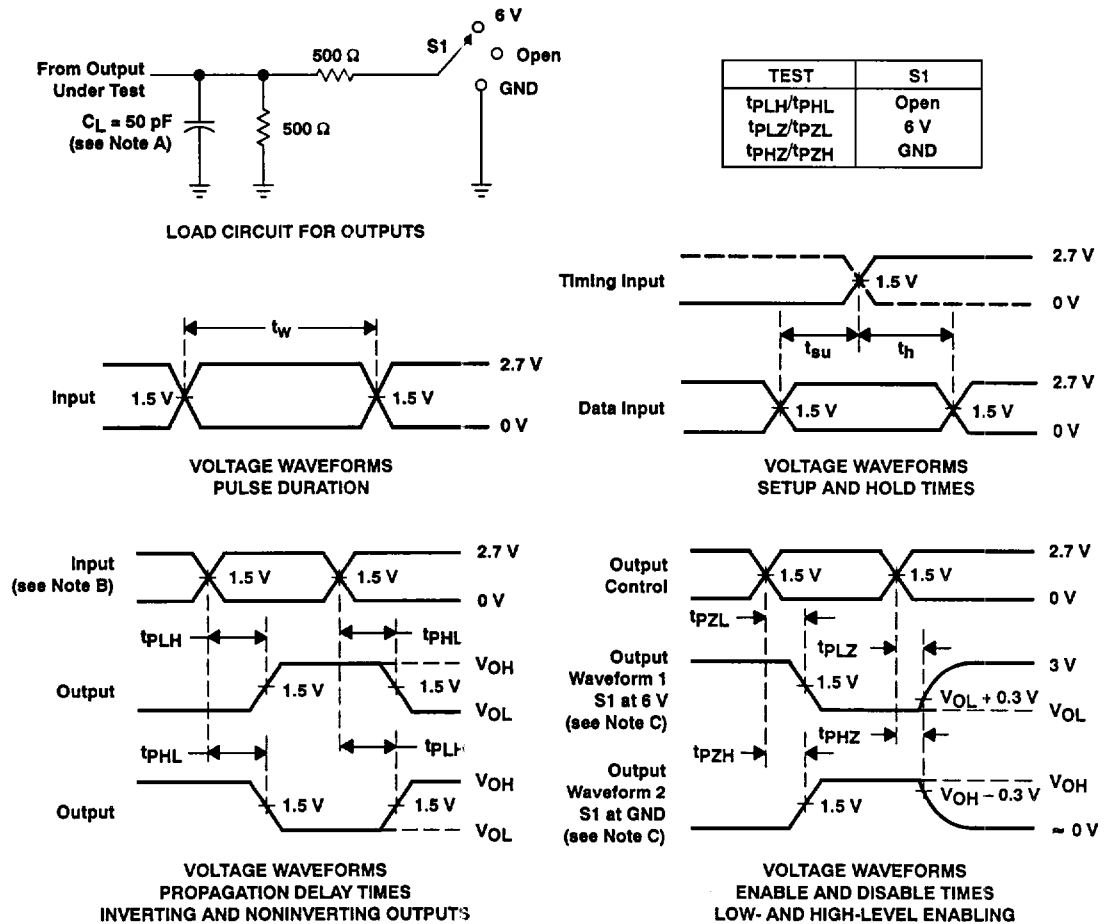 6 V
S1
Open
500 Ω
GND
From Output
Under Test
CL = 50 pF
(see Note A)
500 Ω
LOAD CIRCUIT FOR OUTPUTS
TEST S1
tPLH/tPHL Open
tPLZ/tPZL 6 V
tPHZ/tPZH GND
Timing Input
2.7 V
1.5 V
0 V
tsu
th
Data Input
2.7 V
1.5 V
1.5 V
0 V
VOLTAGE WAVEFORMS
SETUP AND HOLD TIMES
tw
Input
2.7 V
1.5 V
1.5 V
0 V
VOLTAGE WAVEFORMS
PULSE DURATION
Input
(see Note B)
2.7 V
1.5 V
1.5 V
0 V
tPLH
tPHL
Output
VOH
1.5 V
1.5 V
VOL
tPHL
tPLH
Output
VOH
1.5 V
1.5 V
VOL
VOLTAGE WAVEFORMS
PROPAGATION DELAY TIMES
INVERTING AND NONINVERTING OUTPUTS
Output
Control
2.7 V
1.5 V
1.5 V
0 V
tPZL
tPLZ
Output
Waveform 1
S1 at 6 V
(see Note C)
3 V
1.5 V
VOL + 0.3 V
VOL
tPZH
tPHZ
Output
Waveform 2
S1 at GND
(see Note C)
VOH
1.5 V
VOH – 0.3 V
≈ 0 V
VOLTAGE WAVEFORMS
ENABLE AND DISABLE TIMES
LOW- AND HIGH-LEVEL ENABLING